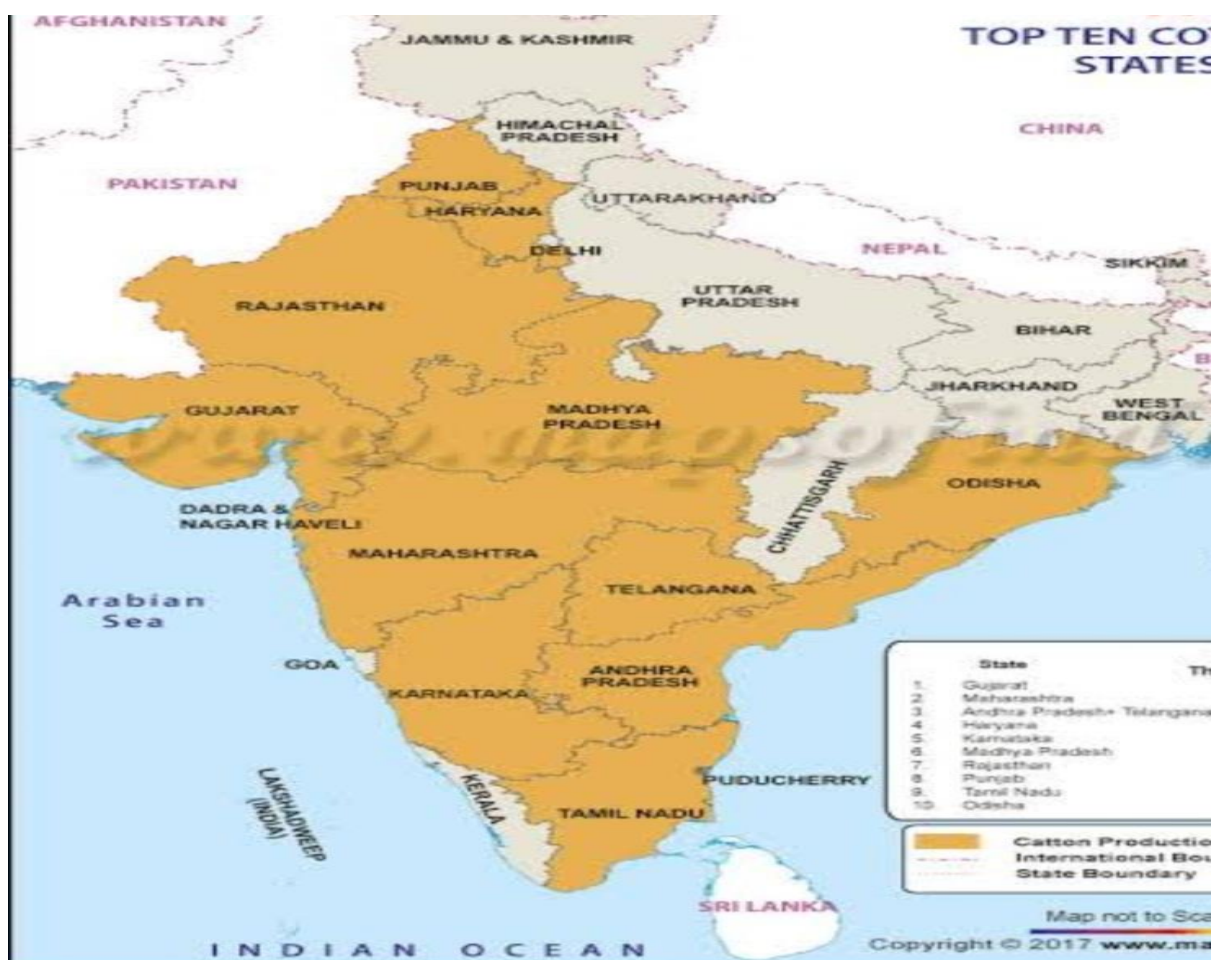 AFGHANISTAN
JAMMU & KASHMIR
TOP TEN CO
STATES
HIMACHAL
PRADESH
CHINA
PAKISTAN
PUNJAB
UTTARAKHAND
HARYANA
DELHI
NEPAL
SIKKIM
UTTAR
PRADESH
RAJASTHAN
BIHAR
B
JHARKHAND
GUJARAT
MADHYA
PRADESH
WEST
BENGAL
www.mapsofin
ODISHA
CHHATTISGARH
DADRA &
NAGAR HAVELI
MAHARASHTRA
TELANGANA
Arabian
Sea
GOA
ANDHRA
PRADESH
KARNATAKA
State Th
1. Gujarat
2. Maharashtra
3. Andhra Pradesh+ Telangana
4. Haryana
5. Karnataka
6. Madhya Pradesh
7. Rajasthan
8. Punjab
9. Tamil Nadu
10. Odisha
LAKSHADWEEP
(INDIA)
KERALA
PUDUCHERRY
TAMIL NADU
Catton Productio
International Bou
State Boundary
SRI LANKA
Map not to Sca
INDIAN OCEAN
Copyright © 2017 www.ma